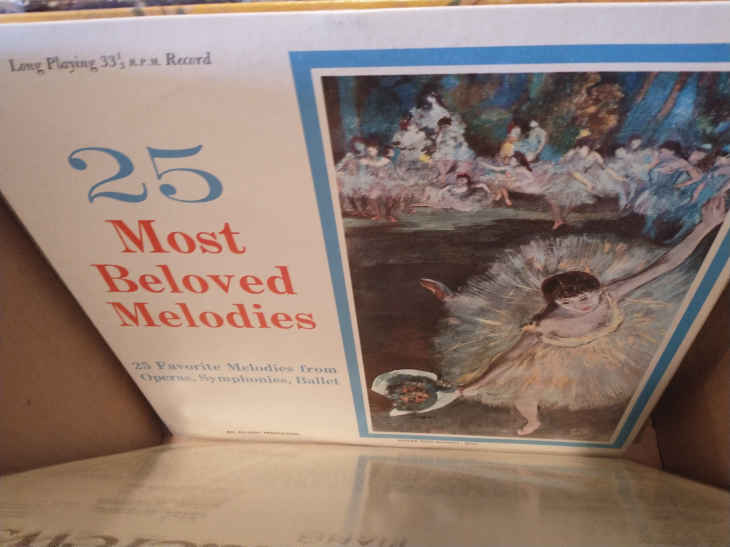 Long Playing 33⅓ R.P.M. Record
25
Most
Beloved
Melodies
25 Favorite Melodies from
Operas, Symphonies, Ballet